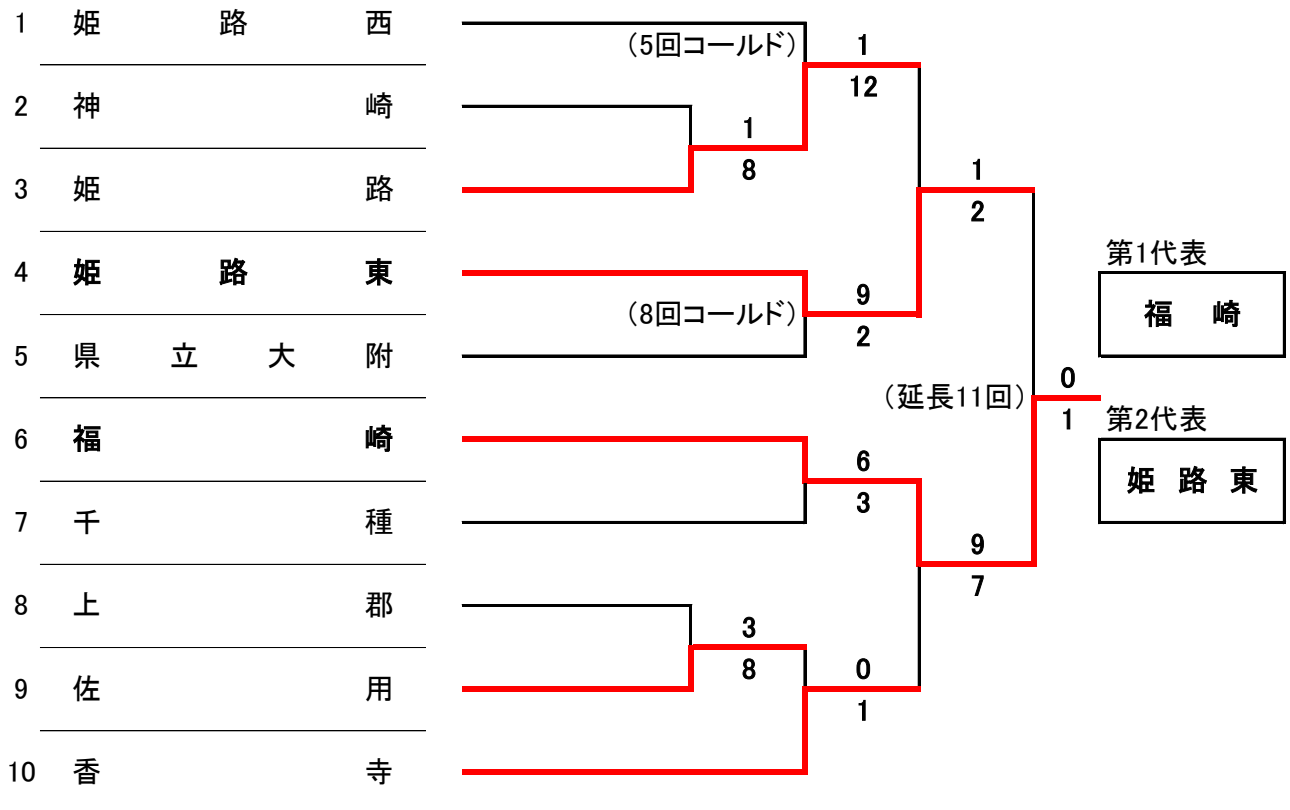 1 姫路西
(5回コールド) 1
12
2 神崎
1
8
3 姫路
1
2
第1代表
4 姫路東
9
(8回コールド)
2
福崎
5 県立大附
0
(延長11回)
1
第2代表
6 福崎
6
3
姫路東
7 千種
9
7
8 上郡
3
8
0
9 佐用
1
10 香寺